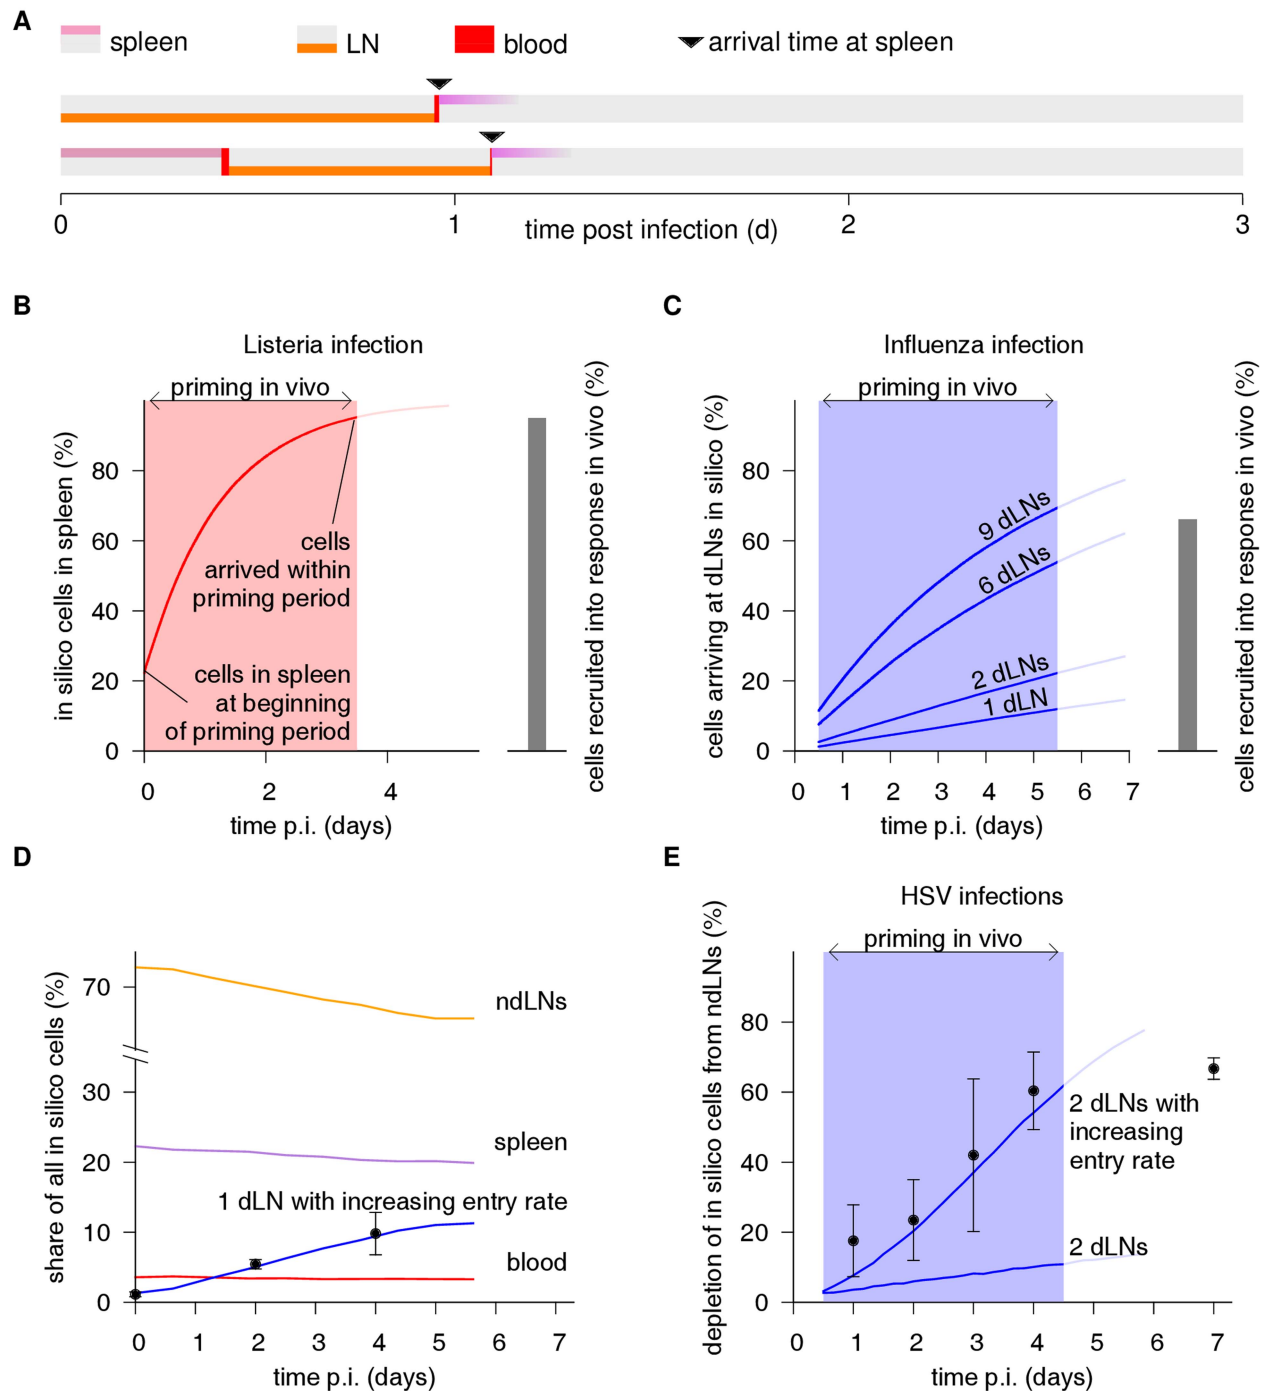 A
spleen
LN
blood
arrival time at spleen
0
1
2
3
time post infection (d)
B
Listeria infection
priming in vivo
in silico cells in spleen (%)
80
60
40
20
0
cells
arrived within
priming period
cells in spleen
at beginning
of priming period
0
2
4
time p.i. (days)
cells recruited into response in vivo (%)
C
Influenza infection
priming in vivo
cells arriving at dLNs in silico (%)
80
60
40
20
0
9 dLNs
6 dLNs
2 dLNs
1 dLN
0
1
2
3
4
5
6
7
time p.i. (days)
cells recruited into response in vivo (%)
D
share of all in silico cells (%)
70
30
20
10
0
ndLNs
spleen
1 dLN with increasing entry rate
blood
0
1
2
3
4
5
6
7
time p.i. (days)
E
HSV infections
priming in vivo
depletion of in silico cells from ndLNs (%)
80
60
40
20
0
2 dLNs with
increasing
entry rate
2 dLNs
0
1
2
3
4
5
6
7
time p.i. (days)